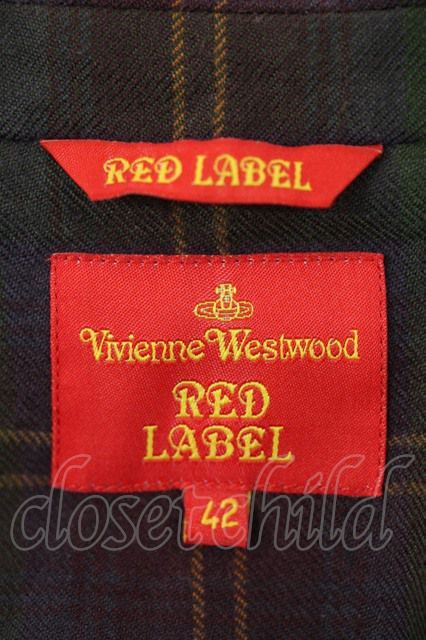 RED LABEL
Vivienne Westwood
RED
LABEL
42
closet child